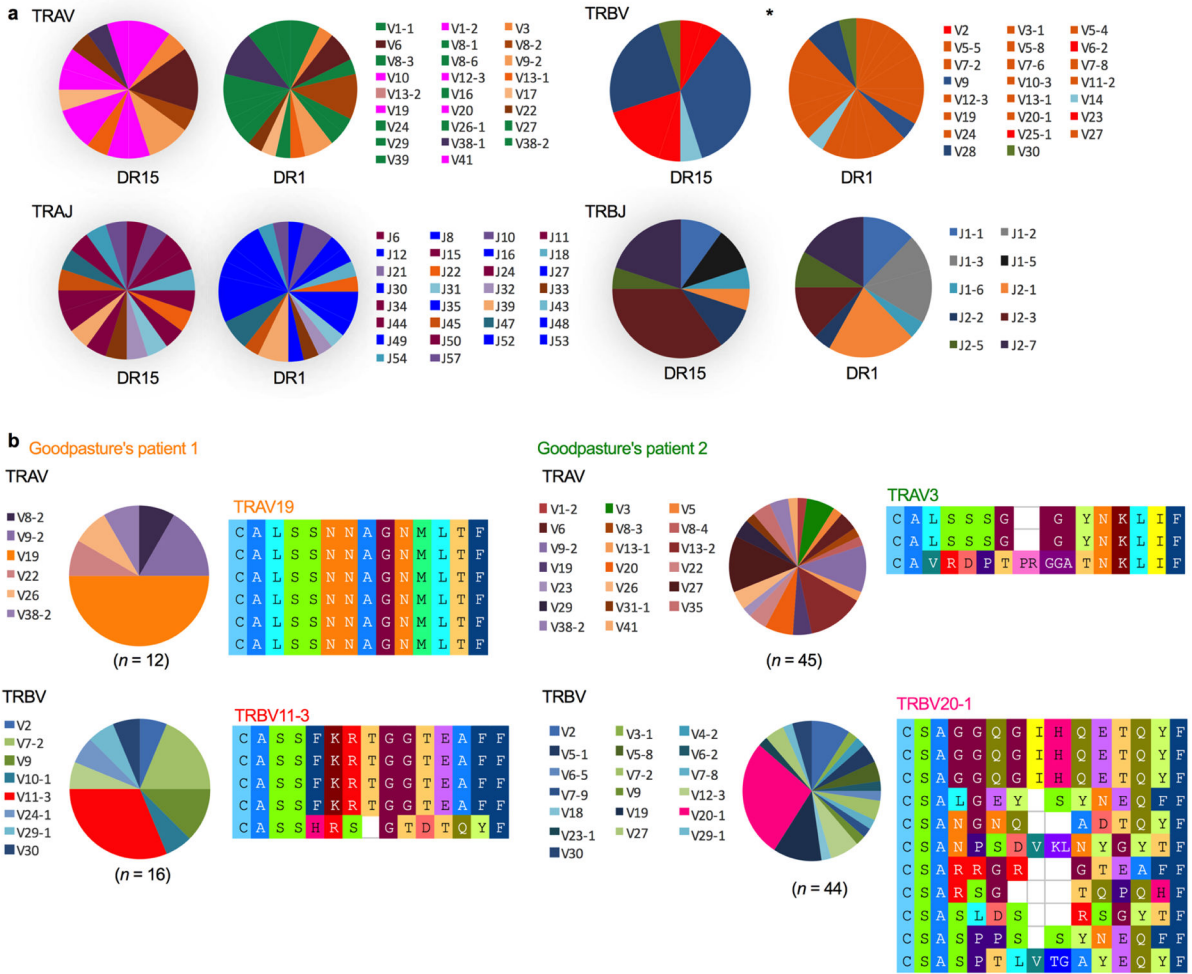 a
TRAV
V1-1 V1-2 V3
V6 V8-1 V8-2
V8-3 V8-6 V9-2
V10 V12-3 V13-1
V13-2 V16 V17
V19 V20 V22
V24 V26-1 V27
V29 V38-1 V38-2
V39 V41
DR15 DR1
TRBV
*
V2 V3-1 V5-4
V5-5 V5-8 V6-2
V7-2 V7-6 V7-8
V9 V10-3 V11-2
V12-3 V13-1 V14
V19 V20-1 V23
V24 V25-1 V27
V28 V30
DR15 DR1
TRAJ
J6 J8 J10 J11
J12 J15 J16 J18
J21 J22 J24 J27
J30 J31 J32 J33
J34 J35 J39 J43
J44 J45 J47 J48
J49 J50 J52 J53
J54 J57
DR15 DR1
TRBJ
J1-1 J1-2
J1-3 J1-5
J1-6 J2-1
J2-2 J2-3
J2-5 J2-7
DR15 DR1
b
Goodpasture's patient 1
TRAV
V8-2
V9-2
V19
V22
V26
V38-2
(n = 12)
TRAV19
C A L S S N N A G N M L T F
C A L S S N N A G N M L T F
C A L S S N N A G N M L T F
C A L S S N N A G N M L T F
C A L S S N N A G N M L T F
C A L S S N N A G N M L T F
TRBV
V2
V7-2
V9
V10-1
V11-3
V24-1
V29-1
V30
(n = 16)
TRBV11-3
C A S S F K R T G G T E A F F
C A S S F K R T G G T E A F F
C A S S F K R T G G T E A F F
C A S S F K R T G G T E A F F
C A S S H R S G T D T Q Y F
Goodpasture's patient 2
TRAV
V1-2 V3 V5
V6 V8-3 V8-4
V9-2 V13-1 V13-2
V19 V20 V22
V23 V26 V27
V29 V31-1 V35
V38-2 V41
(n = 45)
TRAV3
C A L S S S G G Y N K L I F
C A L S S S G G Y N K L I F
C A V R D P T PR GGA T N K L I F
TRBV
V2 V3-1 V4-2
V5-1 V5-8 V6-2
V6-5 V7-2 V7-8
V7-9 V9 V12-3
V18 V19 V20-1
V23-1 V27 V29-1
V30
(n = 44)
TRBV20-1
C S A G G Q G I H Q E T Q Y F
C S A G G Q G I H Q E T Q Y F
C S A G G Q G I H Q E T Q Y F
C S A L G E Y S Y N E Q F F
C S A N G N Q A D T Q Y F
C S A N P S D V KL N Y G Y T F
C S A R R G R G T E A F F
C S A R S G T Q P Q H F
C S A S L D S R S G Y T F
C S A S P P S S Y N E Q F F
C S A S P T L V TG A Y E Q Y F